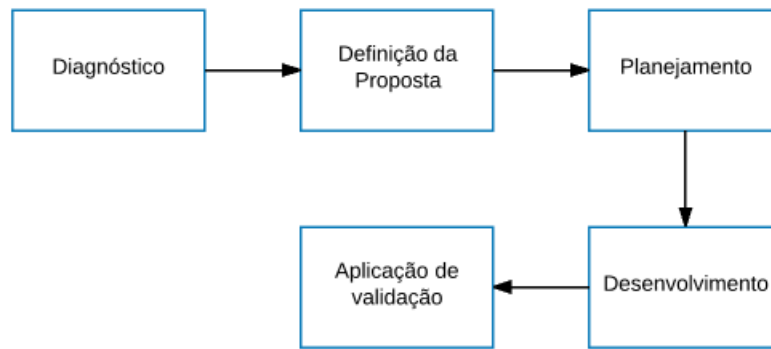 Diagnóstico
Definição da
Proposta
Planejamento
Desenvolvimento
Aplicação de
validação